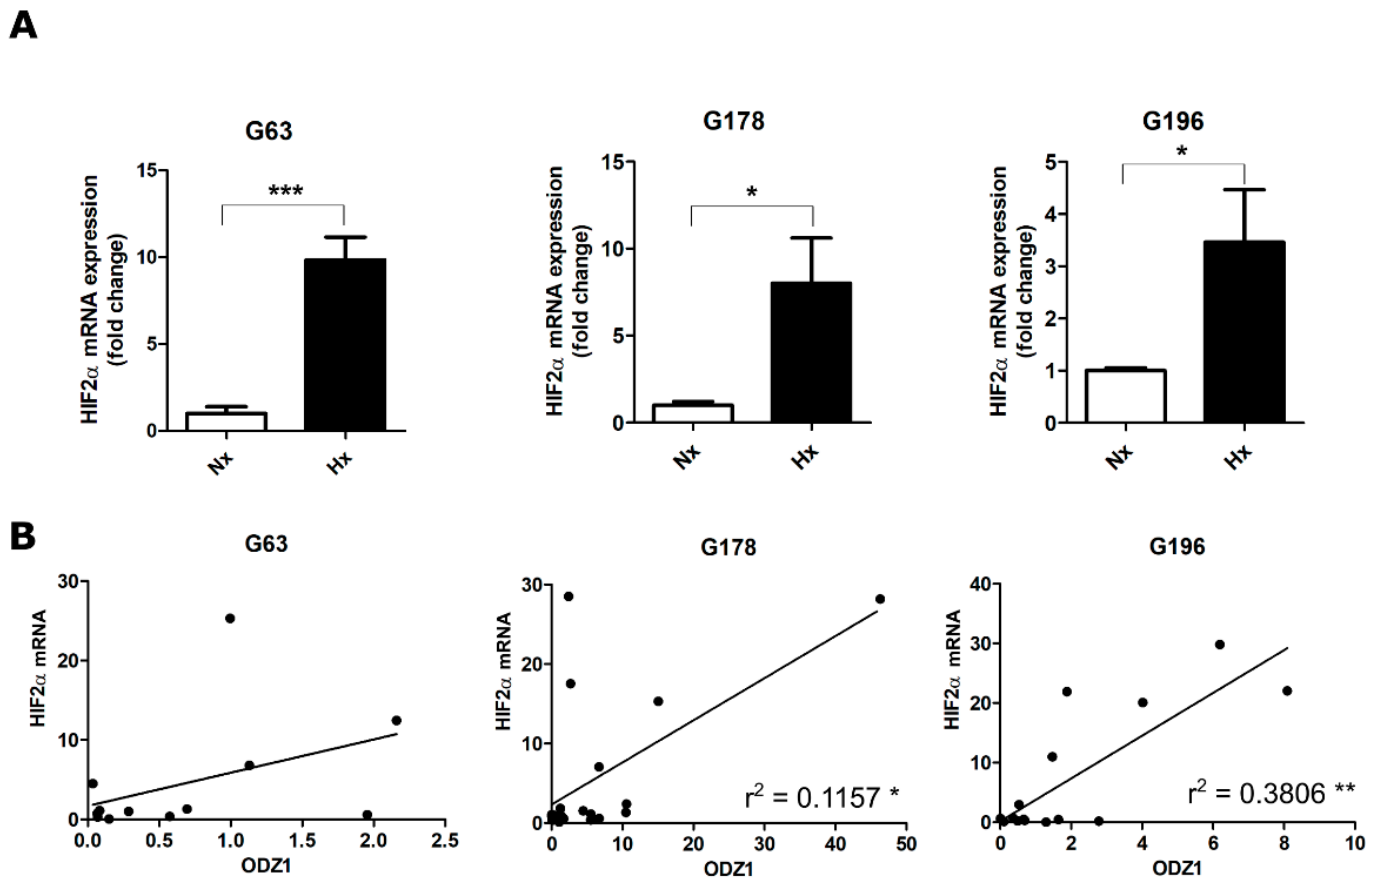 A
G63
HIF2α mRNA expression
(fold change)
15
10
5
0
***
Nx
Hx
G178
HIF2α mRNA expression
(fold change)
15
10
5
0
*
Nx
Hx
G196
HIF2α mRNA expression
(fold change)
5
4
3
2
1
0
*
Nx
Hx
B
G63
HIF2α mRNA
30
20
10
0
0.0 0.5 1.0 1.5 2.0 2.5
ODZ1
G178
HIF2α mRNA
30
20
10
0
r² = 0.1157 *
0 10 20 30 40 50
ODZ1
G196
HIF2α mRNA
40
30
20
10
0
r² = 0.3806 **
0 2 4 6 8 10
ODZ1